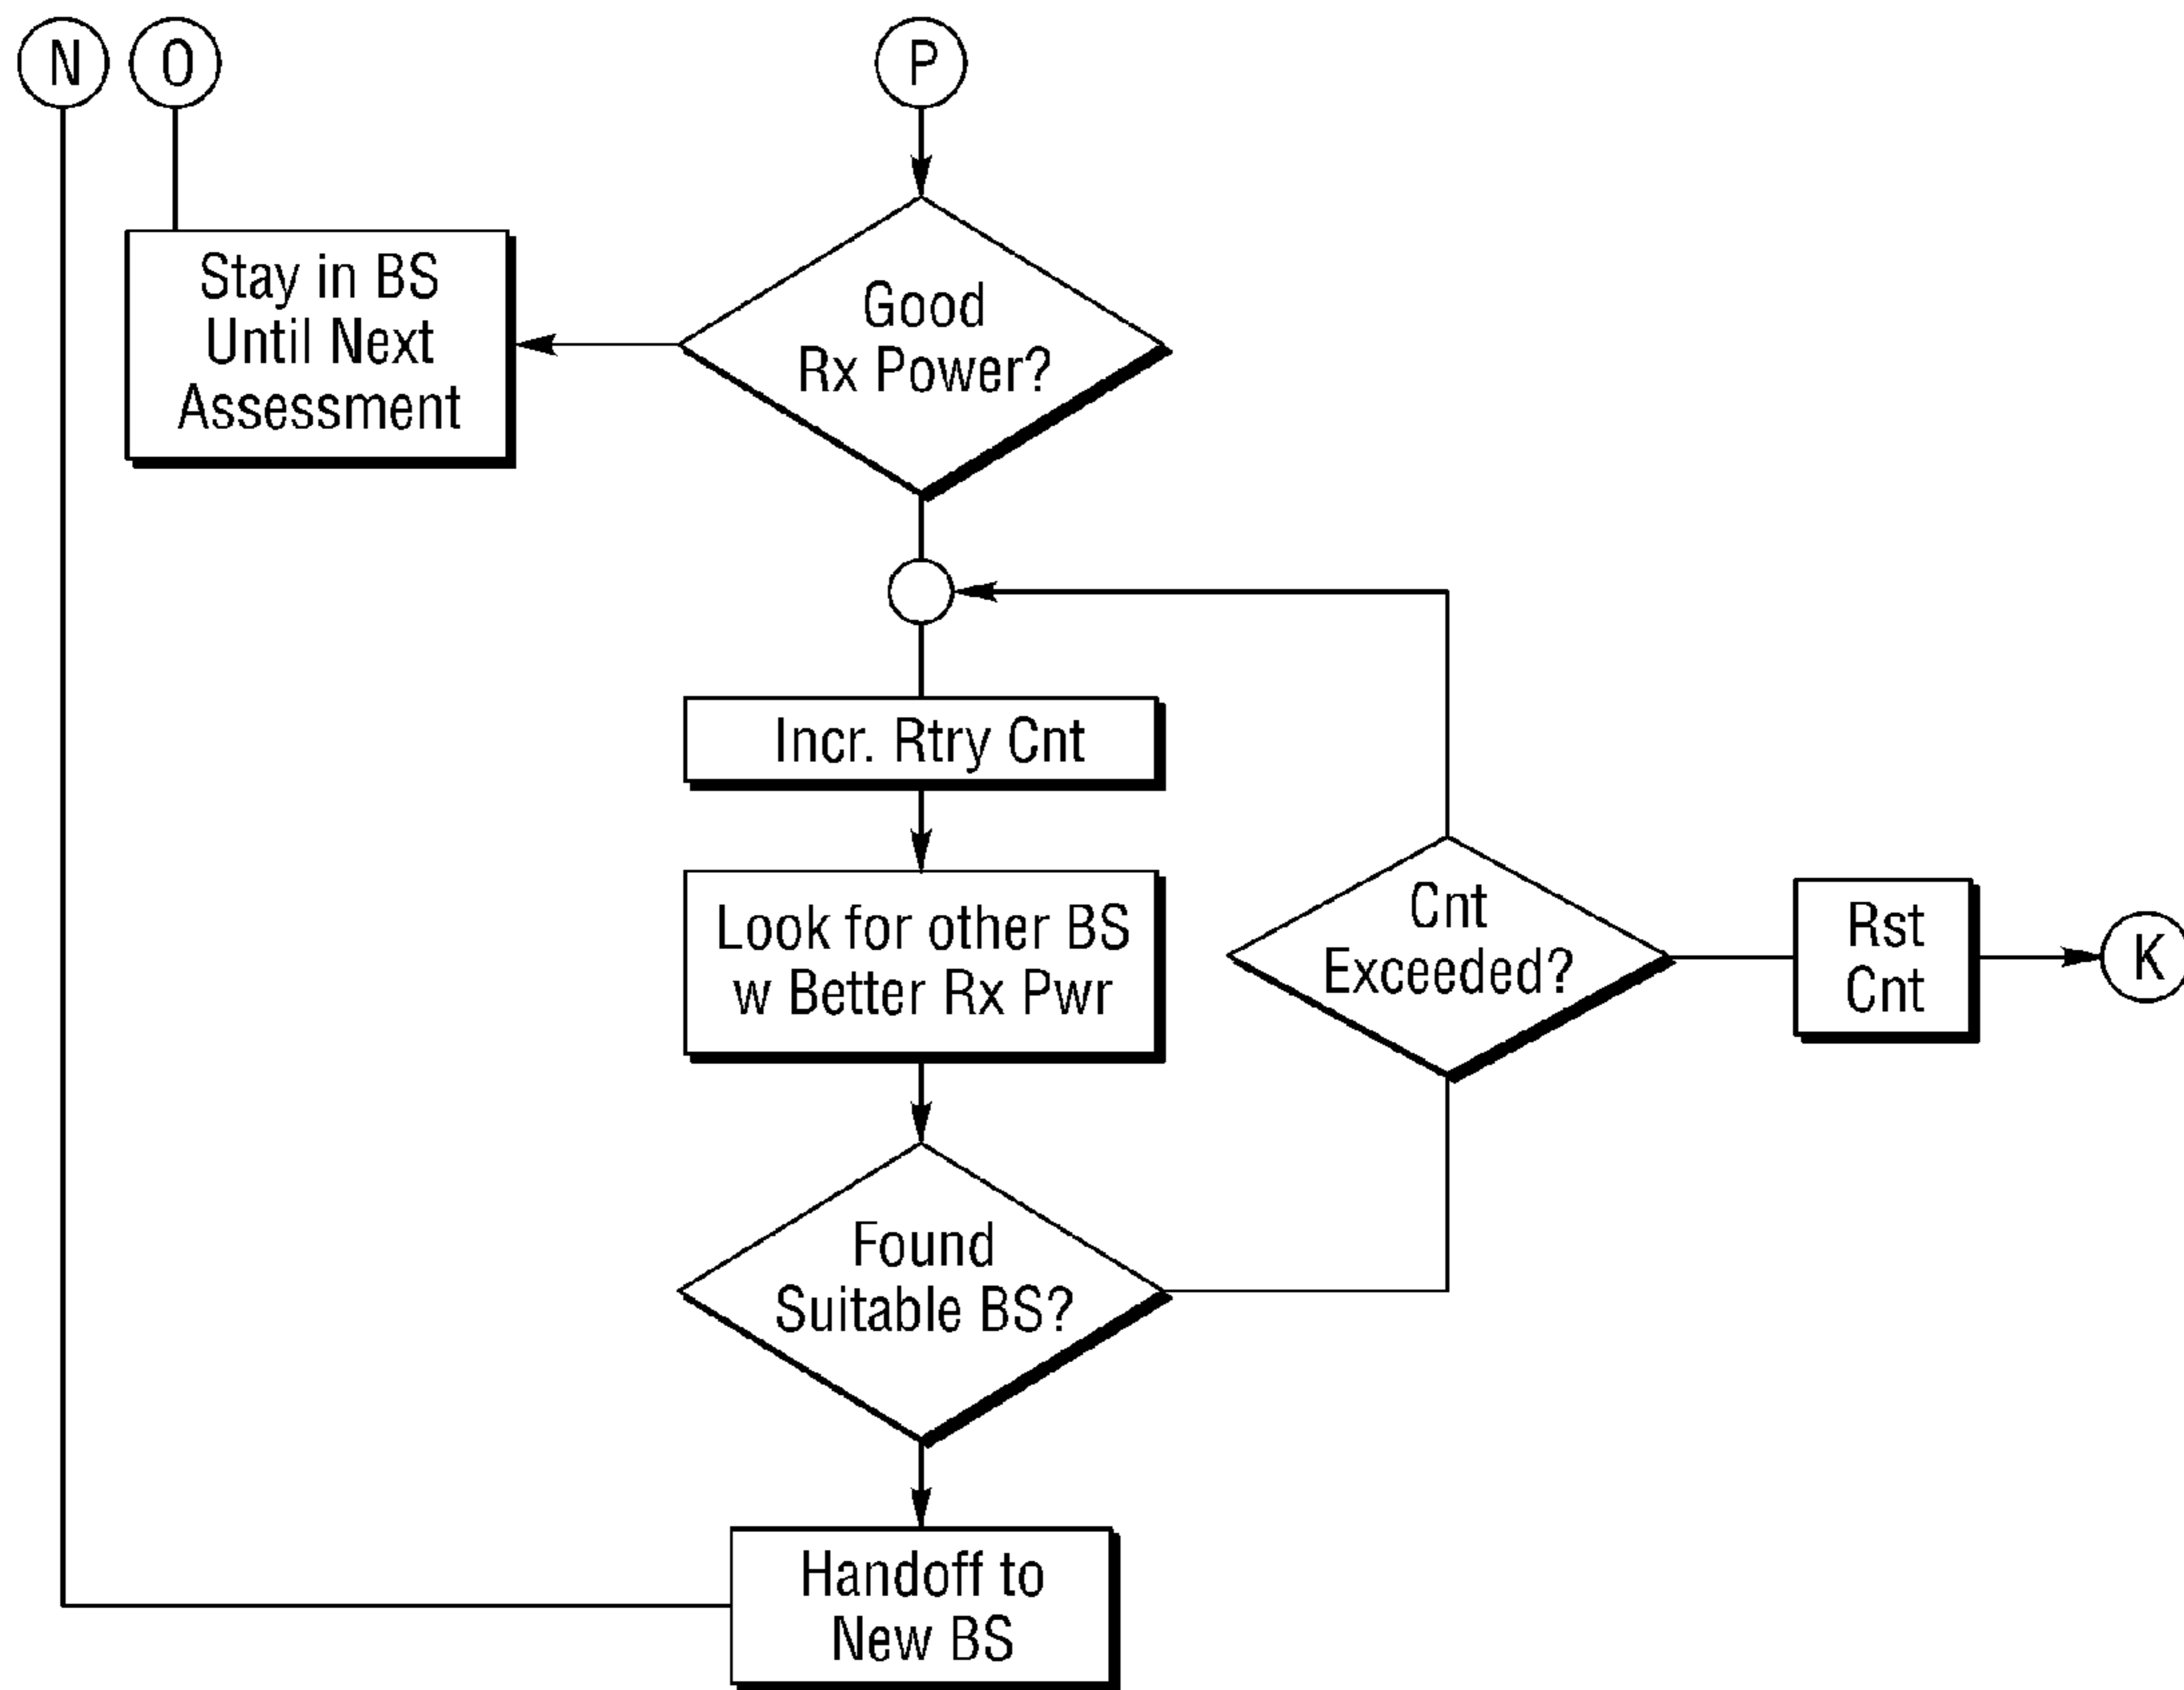 N
O
P
Stay in BS
Until Next
Assessment
Good
Rx Power?
Incr. Rtry Cnt
Look for other BS
w Better Rx Pwr
Cnt
Exceeded?
Rst
Cnt
K
Found
Suitable BS?
Handoff to
New BS